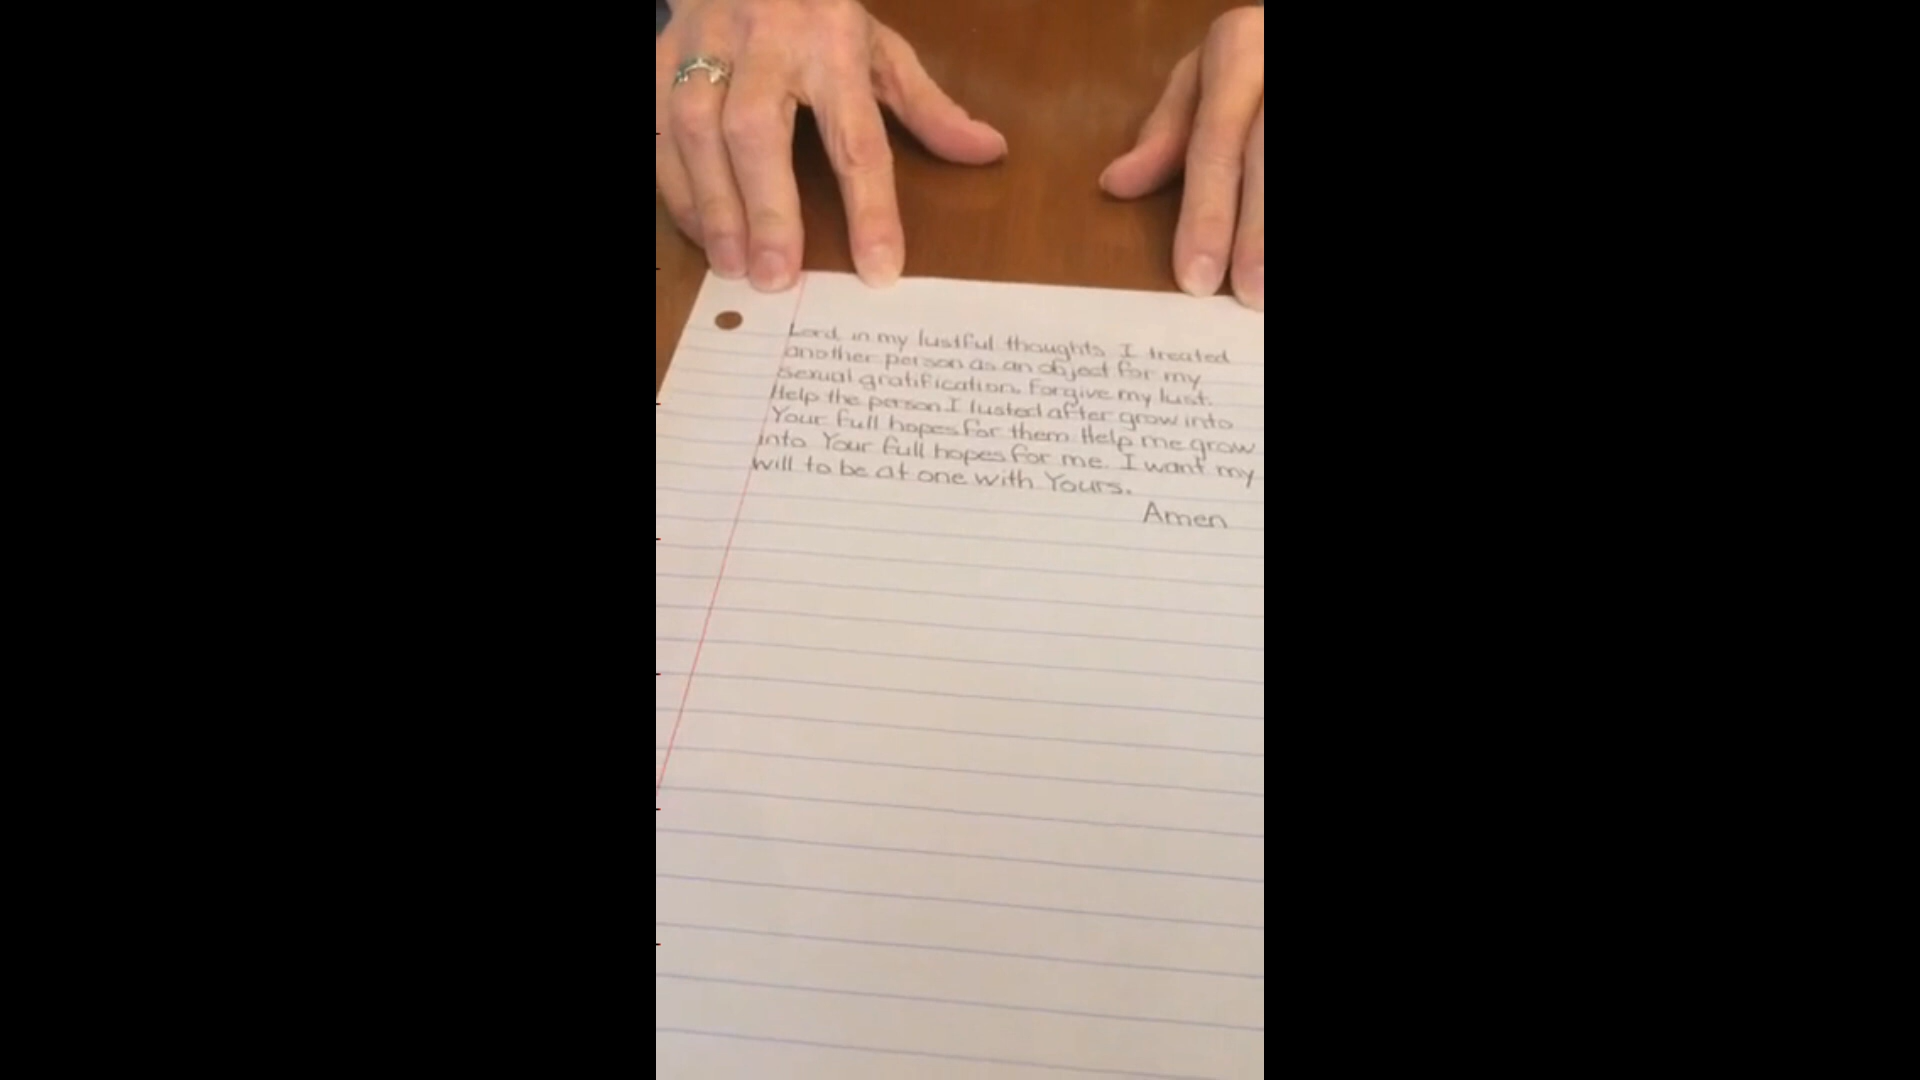 Lord, in my lustful thoughts I treated
another person as an object for my
sexual gratification. Forgive my lust.
Help the person I lusted after grow into
Your full hopes for them. Help me grow
into Your full hopes for me. I want my
will to be at one with Yours.
Amen